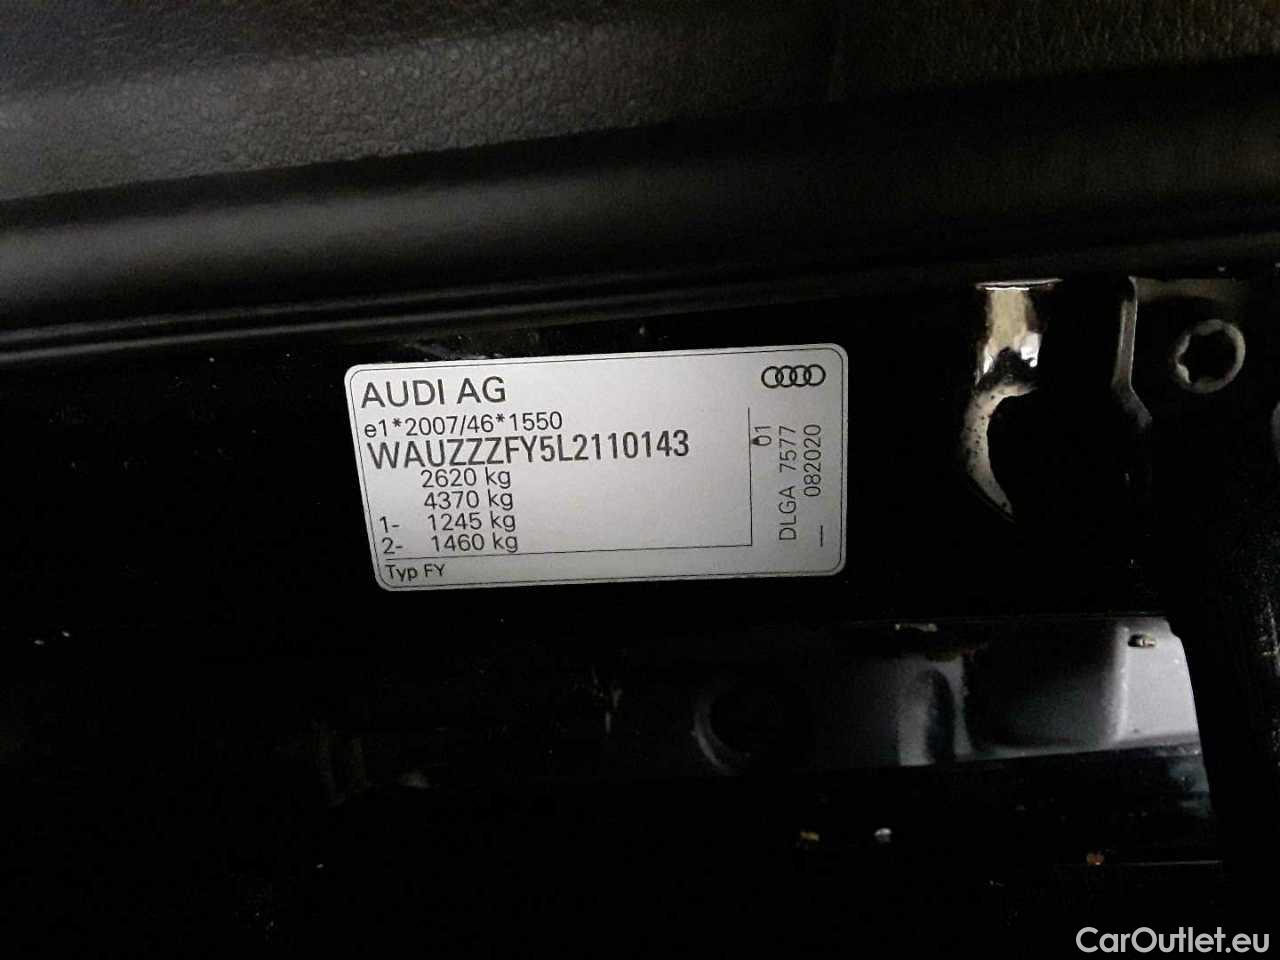 AUDI AG
e1*2007/46*1550
WAUZZZFY5L2110143
2620 kg
4370 kg
1- 1245 kg
2- 1460 kg
Typ FY
01
DLGA 7577
— 082020
CarOutlet.eu